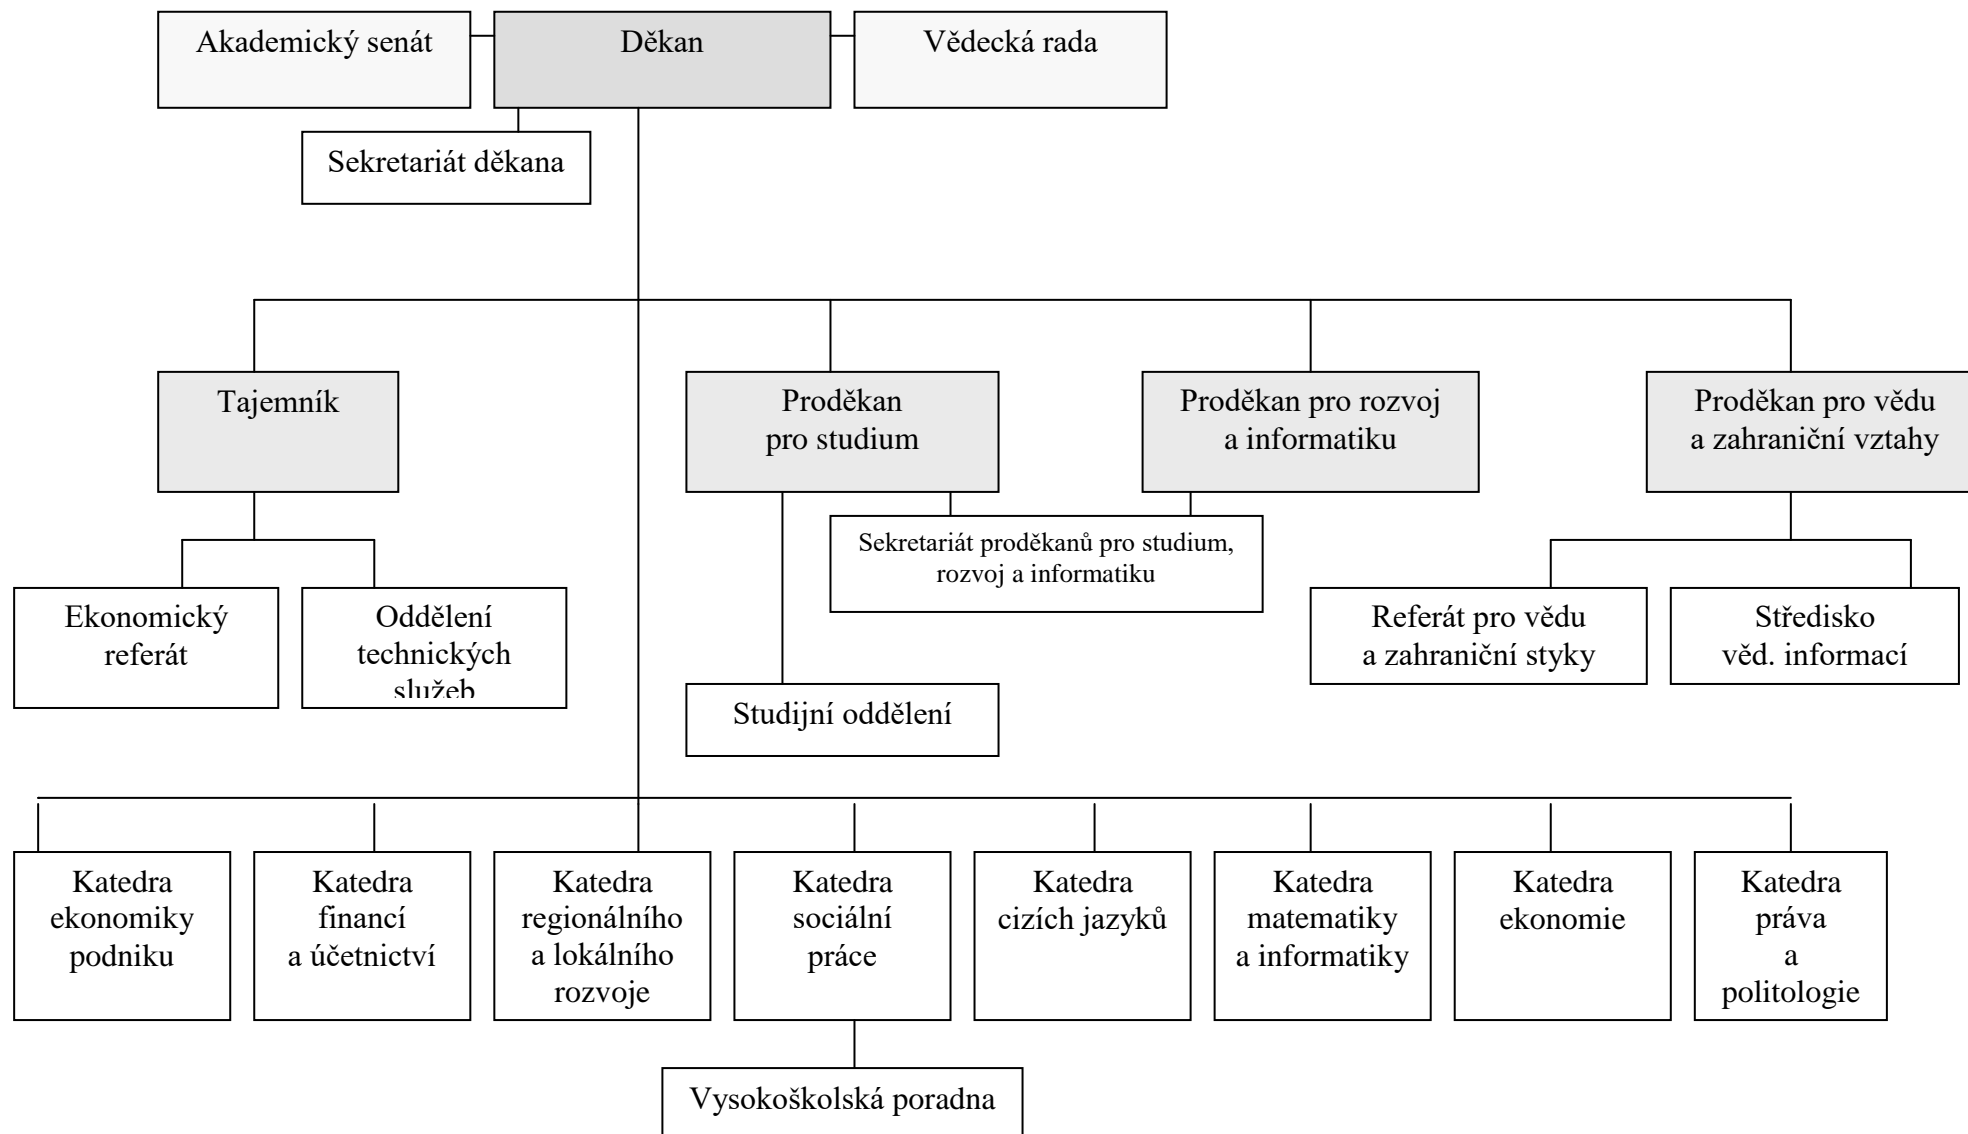 Akademický senát
Děkan
Vědecká rada
Sekretariát děkana
Tajemník
Proděkan
pro studium
Proděkan pro rozvoj
a informatiku
Proděkan pro vědu
a zahraniční vztahy
Sekretariát proděkanů pro studium,
rozvoj a informatiku
Ekonomický
referát
Oddělení
technických
služeb
Referát pro vědu
a zahraniční styky
Středisko
věd. informací
Studijní oddělení
Katedra
ekonomiky
podniku
Katedra
financí
a účetnictví
Katedra
regionálního
a lokálního
rozvoje
Katedra
sociální
práce
Katedra
cizích jazyků
Katedra
matematiky
a informatiky
Katedra
ekonomie
Katedra
práva
a
politologie
Vysokoškolská poradna